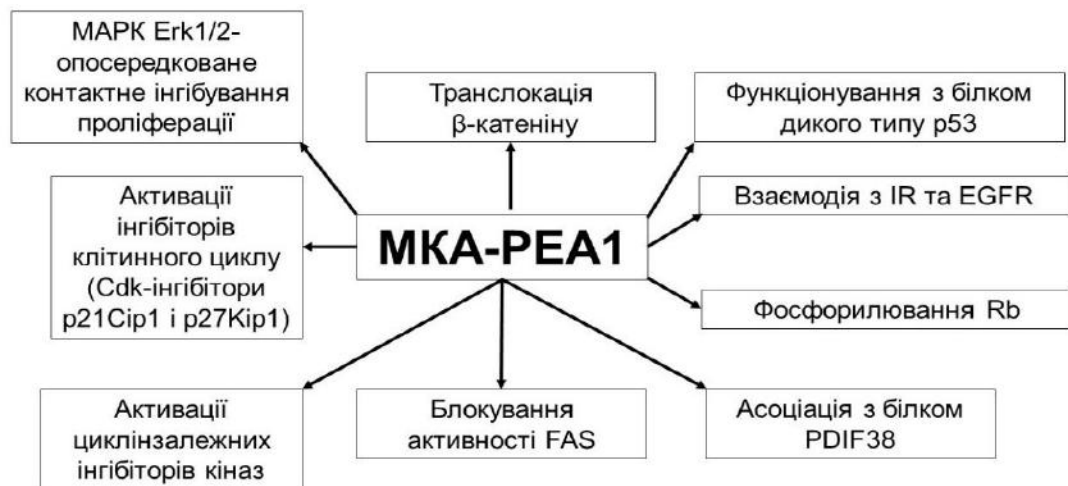 МАРК Erk1/2-
опосередковане
контактне інгібування
проліферації
Транслокація
β-катеніну
Функціонування з білком
дикого типу р53
Активації
інгібіторів
клітинного циклу
(Cdk-інгібітори
p21Cip1 і p27Kip1)
МКА-РЕА1
Взаємодія з IR та EGFR
Фосфорилювання Rb
Активації
циклінзалежних
інгібіторів кіназ
Блокування
активності FAS
Асоціація з білком
PDIF38